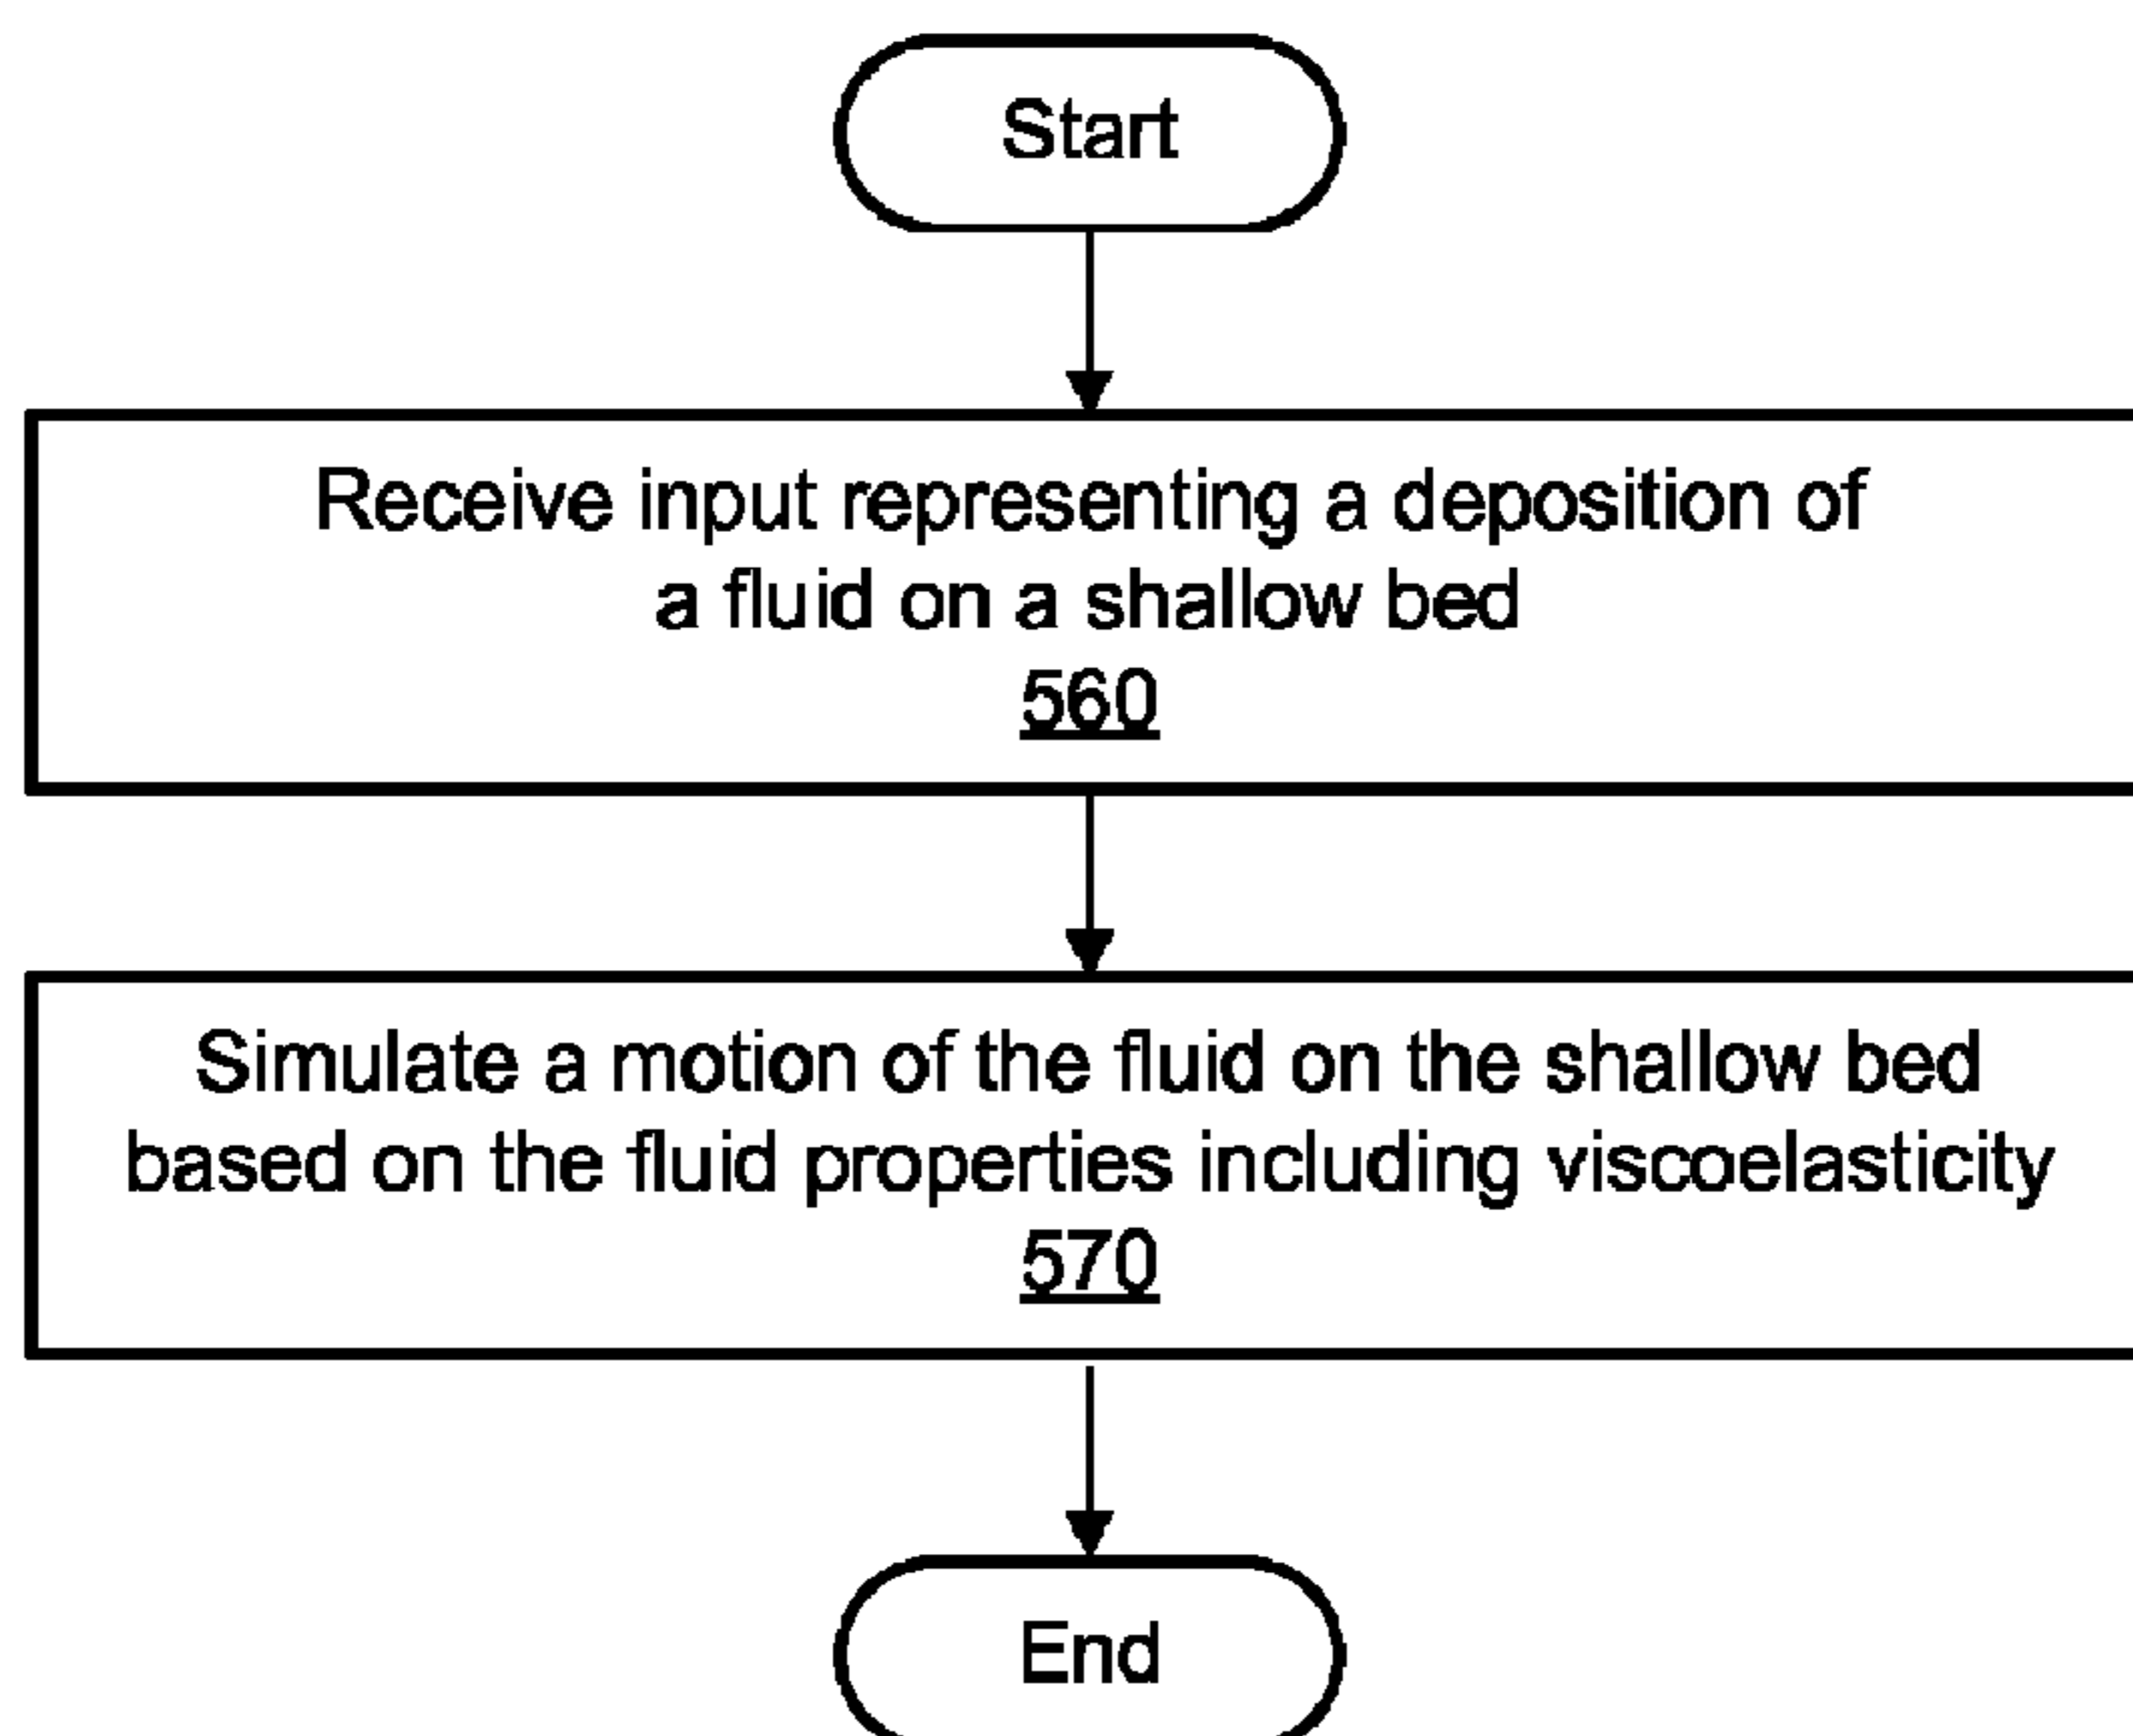 Start
Receive input representing a deposition of
a fluid on a shallow bed
560
Simulate a motion of the fluid on the shallow bed
based on the fluid properties including viscoelasticity
570
End